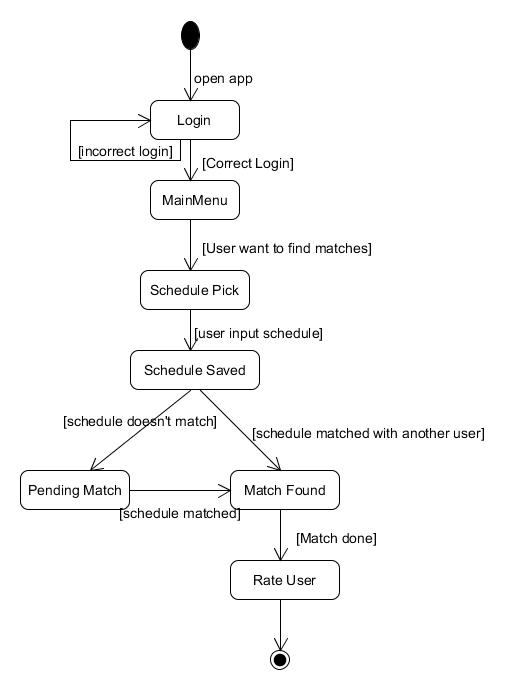 open app
Login
[incorrect login]
[Correct Login]
MainMenu
[User want to find matches]
Schedule Pick
[user input schedule]
Schedule Saved
[schedule doesn't match]
[schedule matched with another user]
Pending Match
Match Found
[schedule matched]
[Match done]
Rate User